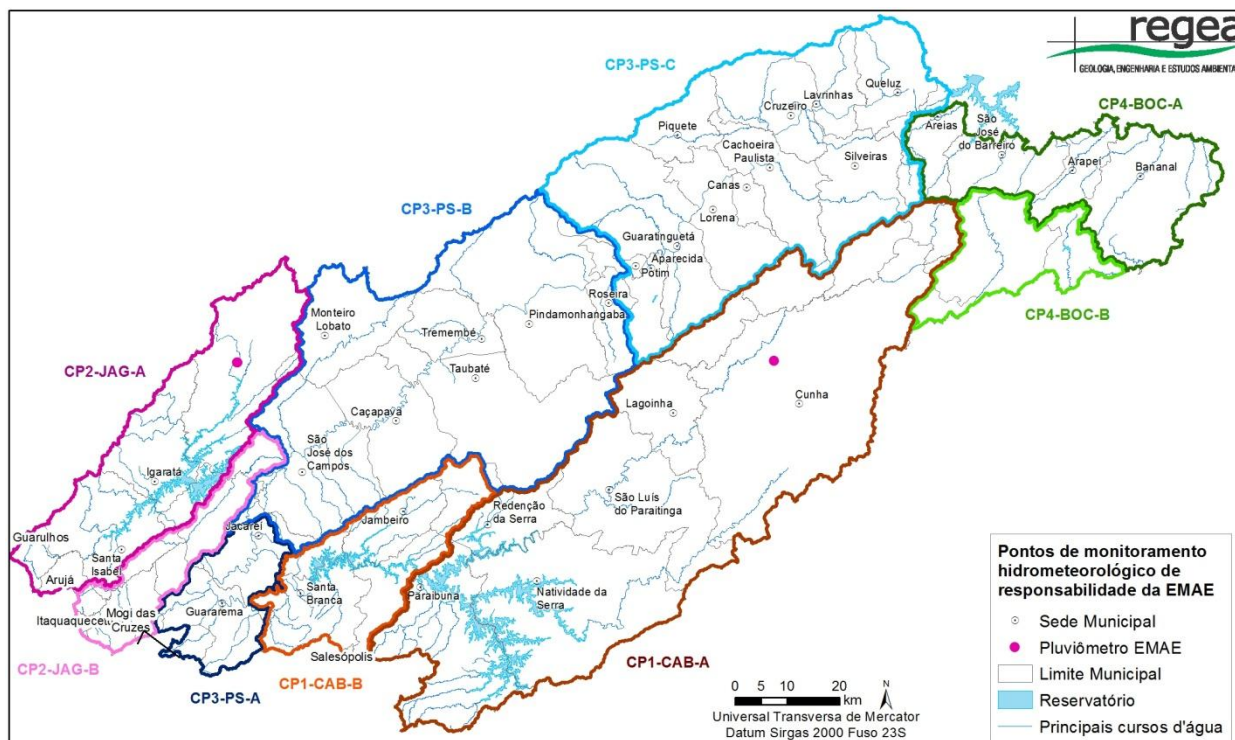 regea
GEOLOGIA, ENGENHARIA E ESTUDOS AMBIENTAI
CP3-PS-C
Queluz
Lavrinhas
Cruzeiro
CP4-BOC-A
Piquete
Areias
São
José
do Barreiro
Cachoeira
Paulista
Silveiras
Arapeí
Bananal
Canas
Lorena
CP3-PS-B
Guaratinguetá
Aparecida
Potim
Roseira
CP4-BOC-B
Monteiro
Lobato
Pindamonhangaba
Tremembé
Taubaté
CP2-JAG-A
Lagoinha
Cunha
Caçapava
São
José dos
Campos
Igaratá
São Luís
do Paraitinga
Redenção
da Serra
Jambeiro
Jacareí
Guarulhos
Santa
Isabel
Arujá
Santa
Branca
Paraibuna
Natividade
da Serra
Guararema
Mogi das
Cruzes
Salesópolis
CP1-CAB-A
CP2-JAG-B
CP3-PS-A
CP1-CAB-B
Pontos de monitoramento
hidrometeorológico de
responsabilidade da EMAE
Sede Municipal
Pluviômetro EMAE
Limite Municipal
Reservatório
Principais cursos d'água
N
0 5 10 20
km
Universal Transversa de Mercator
Datum Sirgas 2000 Fuso 23S